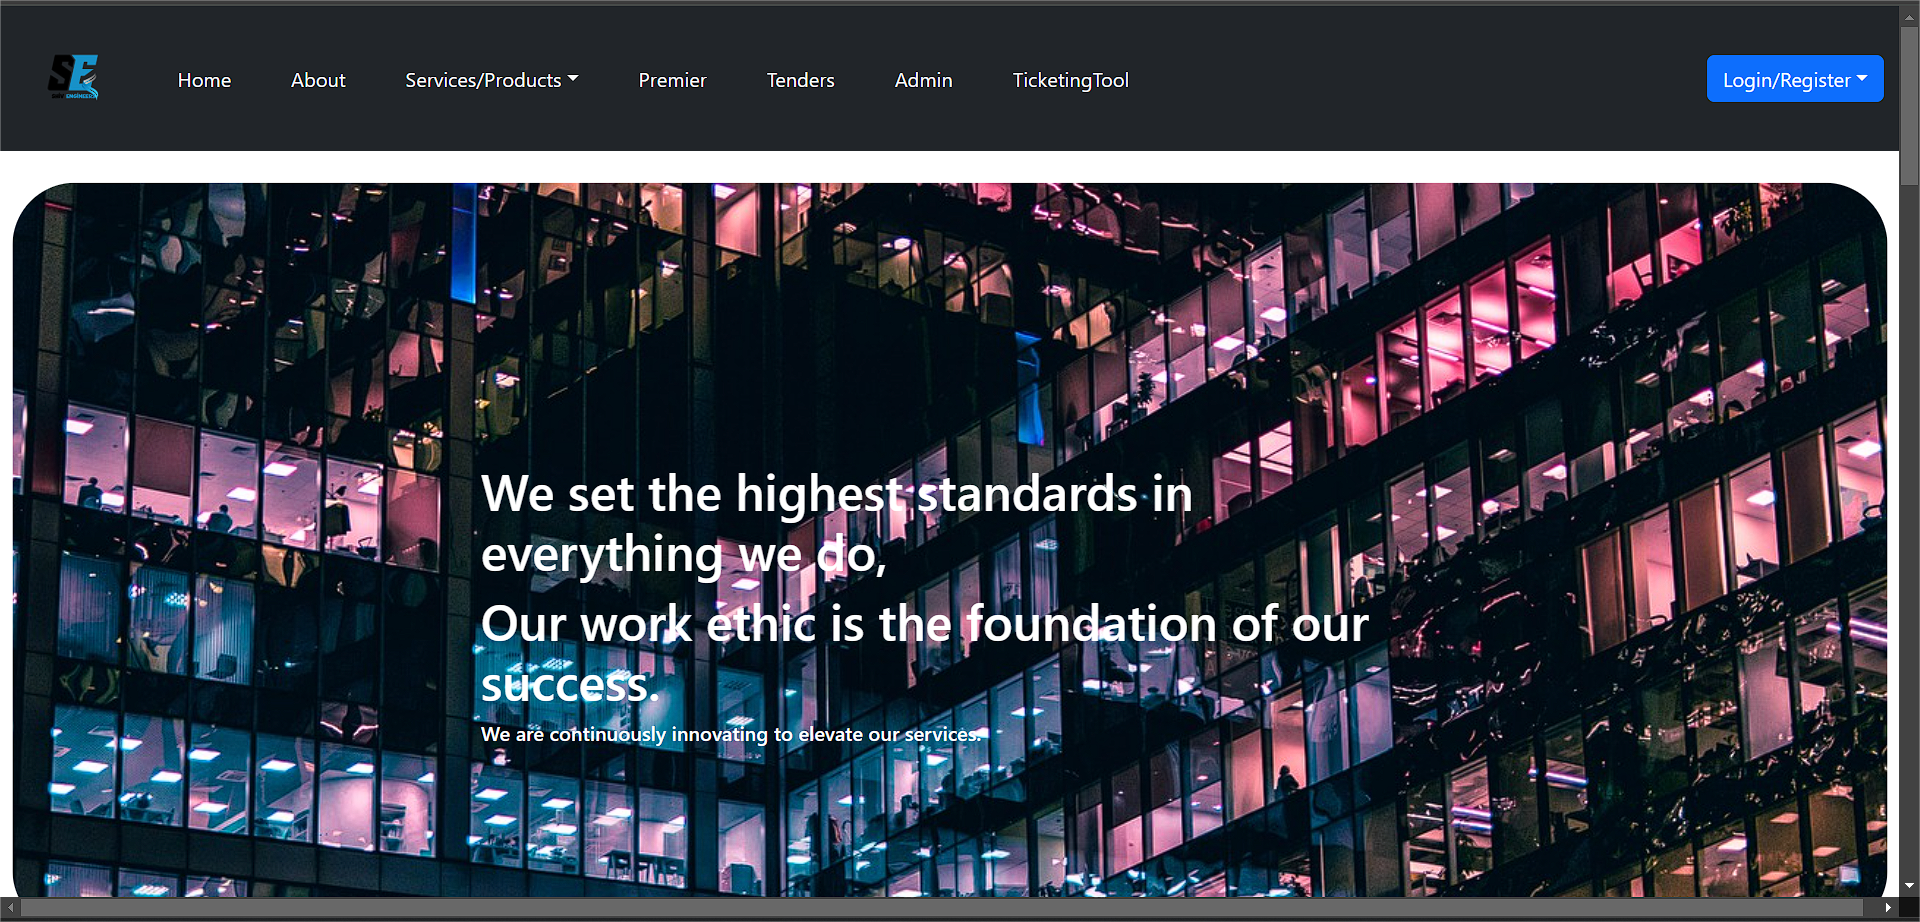 SE
Home
About
Services/Products
Premier
Tenders
Admin
TicketingTool
Login/Register
We set the highest standards in
everything we do,
Our work ethic is the foundation of our
success.
We are continuously innovating to elevate our services.